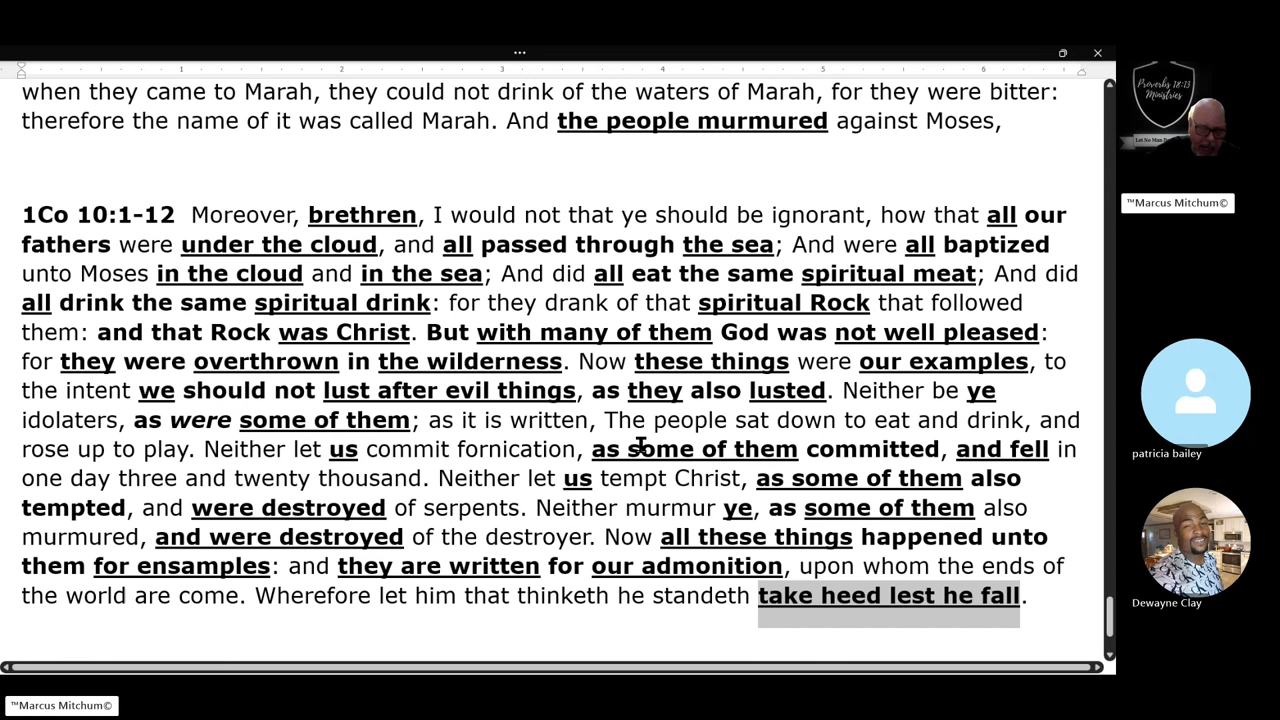 when they came to Marah, they could not drink of the waters of Marah, for they were bitter:
therefore the name of it was called Marah. And the people murmured against Moses,
1Co 10:1-12 Moreover, brethren, I would not that ye should be ignorant, how that all our
fathers were under the cloud, and all passed through the sea; And were all baptized
unto Moses in the cloud and in the sea; And did all eat the same spiritual meat; And did
all drink the same spiritual drink: for they drank of that spiritual Rock that followed
them: and that Rock was Christ. But with many of them God was not well pleased:
for they were overthrown in the wilderness. Now these things were our examples, to
the intent we should not lust after evil things, as they also lusted. Neither be ye
idolaters, as were some of them; as it is written, The people sat down to eat and drink, and
rose up to play. Neither let us commit fornication, as some of them committed, and fell in
one day three and twenty thousand. Neither let us tempt Christ, as some of them also
tempted, and were destroyed of serpents. Neither murmur ye, as some of them also
murmured, and were destroyed of the destroyer. Now all these things happened unto
them for ensamples: and they are written for our admonition, upon whom the ends of
the world are come. Wherefore let him that thinketh he standeth take heed lest he fall.
1
2
3
4
5
6
Proverbs 18:13
Ministries
Let No Man
™Marcus Mitchum©
patricia bailey
Dewayne Clay
™Marcus Mitchum©